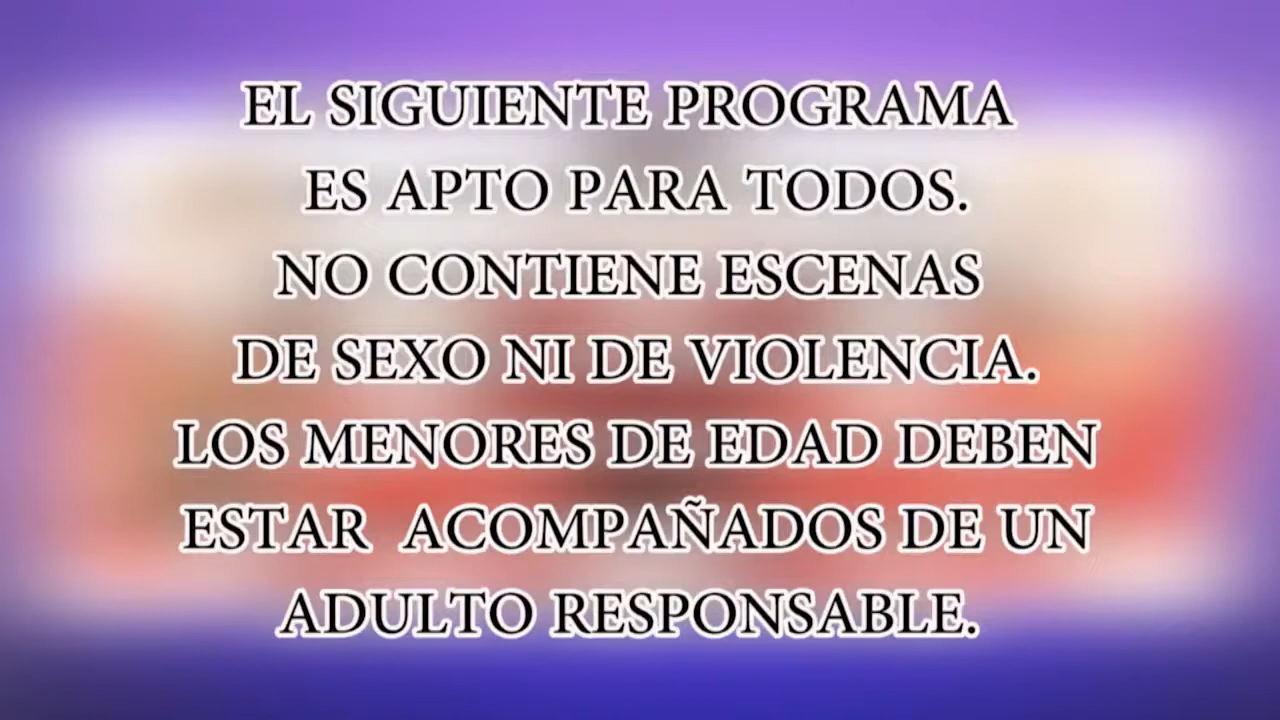 EL SIGUIENTE PROGRAMA
ES APTO PARA TODOS.
NO CONTIENE ESCENAS
DE SEXO NI DE VIOLENCIA.
LOS MENORES DE EDAD DEBEN
ESTAR ACOMPAÑADOS DE UN
ADULTO RESPONSABLE.